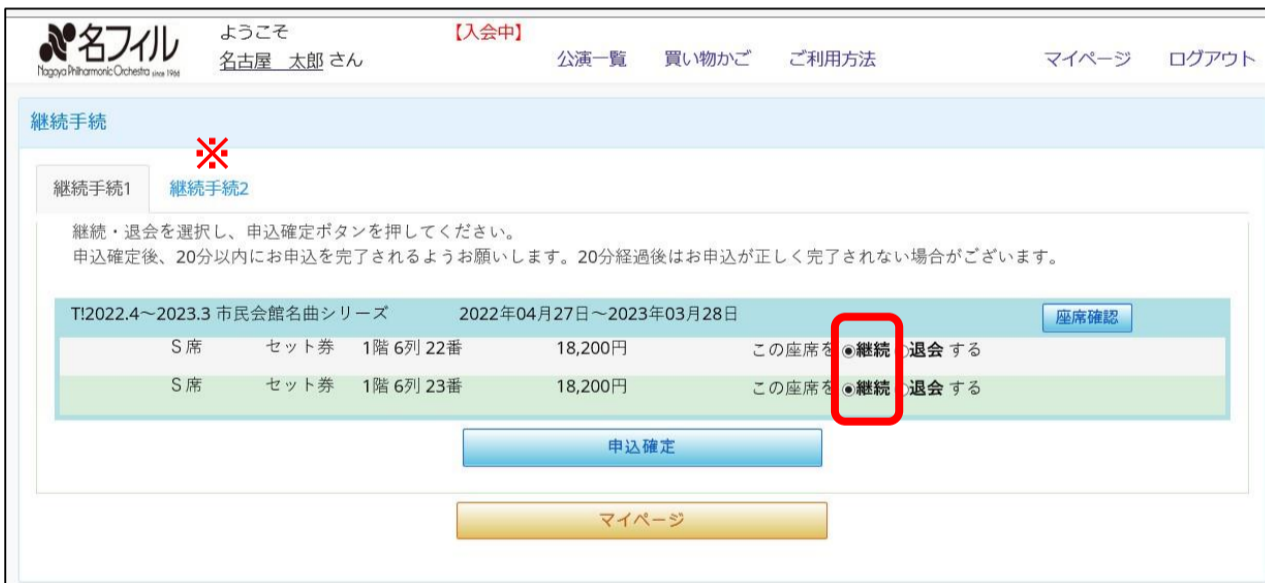 名フィル
Nagoya Philharmonic Orchestra since 1966
ようこそ
名古屋　太郎 さん
【入会中】
公演一覧 買い物かご ご利用方法 マイページ ログアウト
継続手続
※
継続手続1 継続手続2
継続・退会を選択し、申込確定ボタンを押してください。
申込確定後、20分以内にお申込を完了されるようお願いします。20分経過後はお申込が正しく完了されない場合がございます。
T!2022.4～2023.3 市民会館名曲シリーズ 2022年04月27日～2023年03月28日 座席確認
S席 セット券 1階 6列 22番 18,200円 この座席を ◉継続 ○退会 する
S席 セット券 1階 6列 23番 18,200円 この座席を ◉継続 ○退会 する
申込確定
マイページ